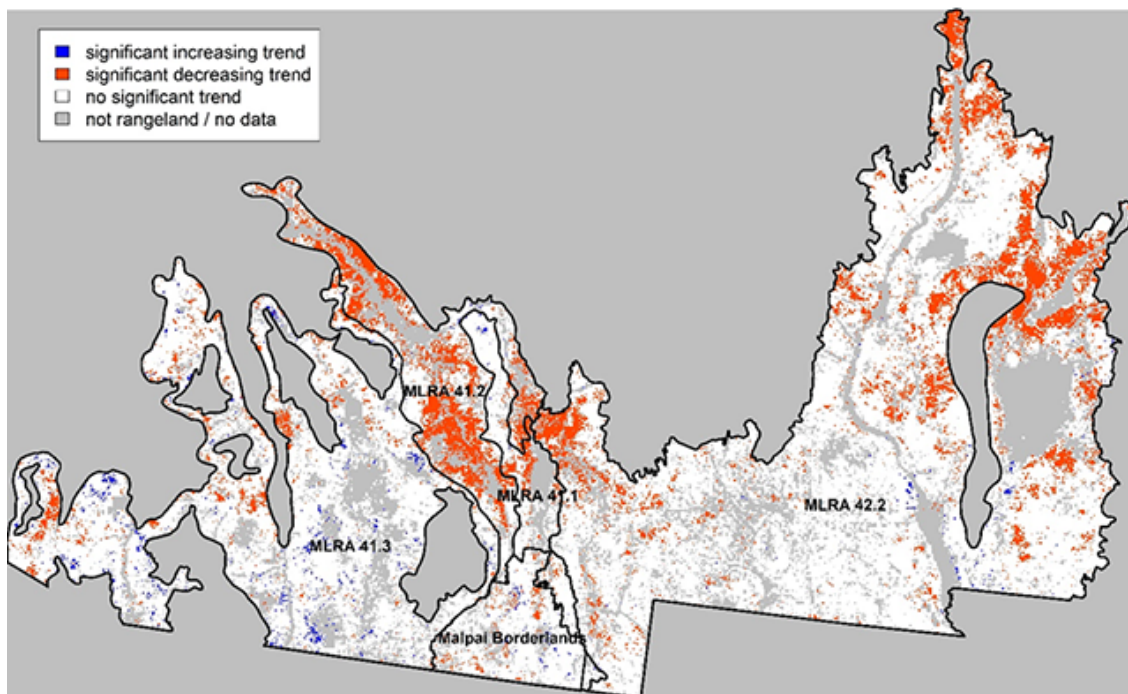 significant increasing trend
significant decreasing trend
no significant trend
not rangeland / no data
MLRA 41.2
MLRA 41.1
MLRA 42.2
MLRA 41.3
Malpai Borderlands